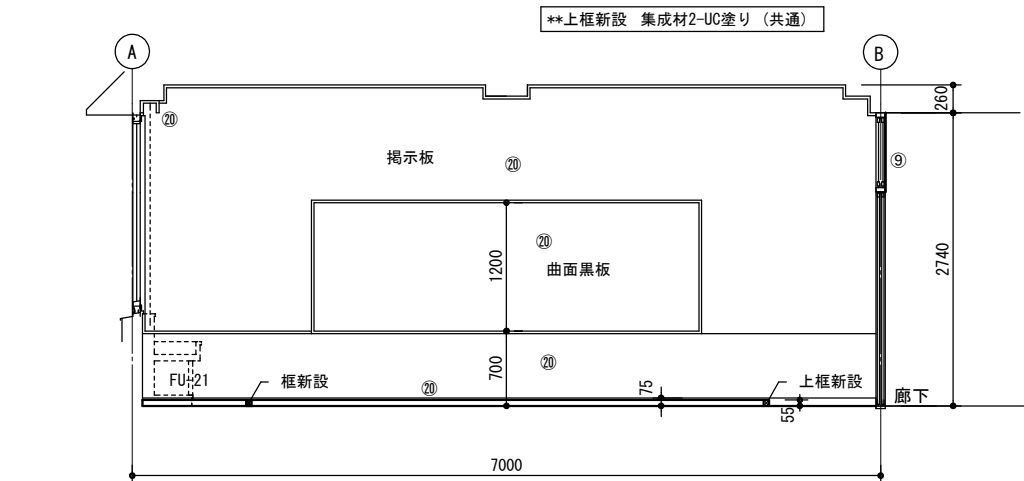 **上框新設 集成材2-UC塗り（共通）
A
B
260
⑳
掲示板
⑳
⑨
⑳
1200
曲面黒板
2740
700
⑳
FU-21
框新設
⑳
75
上框新設
55
廊下
7000